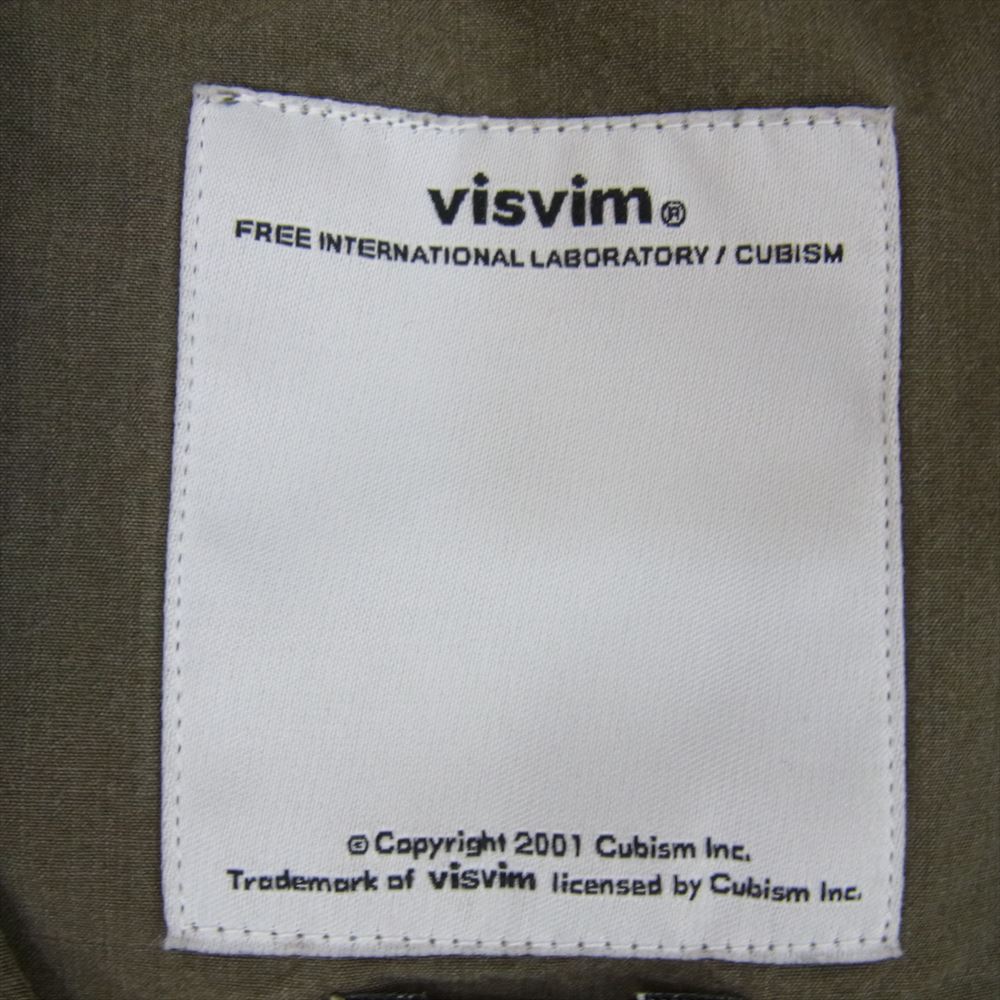 visvim®
FREE INTERNATIONAL LABORATORY / CUBISM
© Copyright 2001 Cubism Inc.
Trademark of visvim licensed by Cubism Inc.